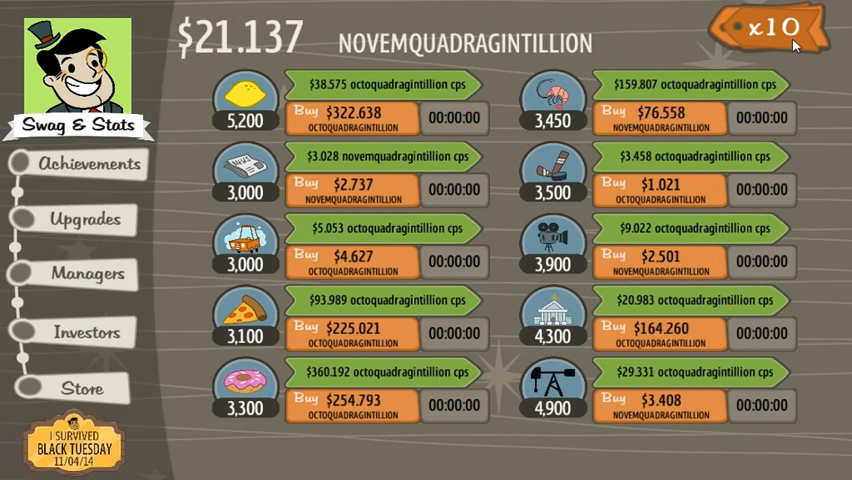 $21.137 NOVEMQUADRAGINTILLION
x10
Swag & Stats
Achievements
Upgrades
Managers
Investors
Store
I SURVIVED
BLACK TUESDAY
11/04/14
$38.575 octoquadragintillion cps
5,200
Buy $322.638
OCTOQUADRAGINTILLION
00:00:00
NEWS
$3.028 novemquadragintillion cps
3,000
Buy $2.737
NOVEMQUADRAGINTILLION
00:00:00
$5.053 octoquadragintillion cps
3,000
Buy $4.627
OCTOQUADRAGINTILLION
00:00:00
$93.989 octoquadragintillion cps
3,100
Buy $225.021
OCTOQUADRAGINTILLION
00:00:00
$360.192 octoquadragintillion cps
3,300
Buy $254.793
OCTOQUADRAGINTILLION
00:00:00
$159.807 octoquadragintillion cps
3,450
Buy $76.558
NOVEMQUADRAGINTILLION
00:00:00
$3.458 octoquadragintillion cps
3,500
Buy $1.021
OCTOQUADRAGINTILLION
00:00:00
$9.022 octoquadragintillion cps
3,900
Buy $2.501
NOVEMQUADRAGINTILLION
00:00:00
$20.983 octoquadragintillion cps
4,300
Buy $164.260
OCTOQUADRAGINTILLION
00:00:00
$29.331 octoquadragintillion cps
4,900
Buy $3.408
NOVEMQUADRAGINTILLION
00:00:00